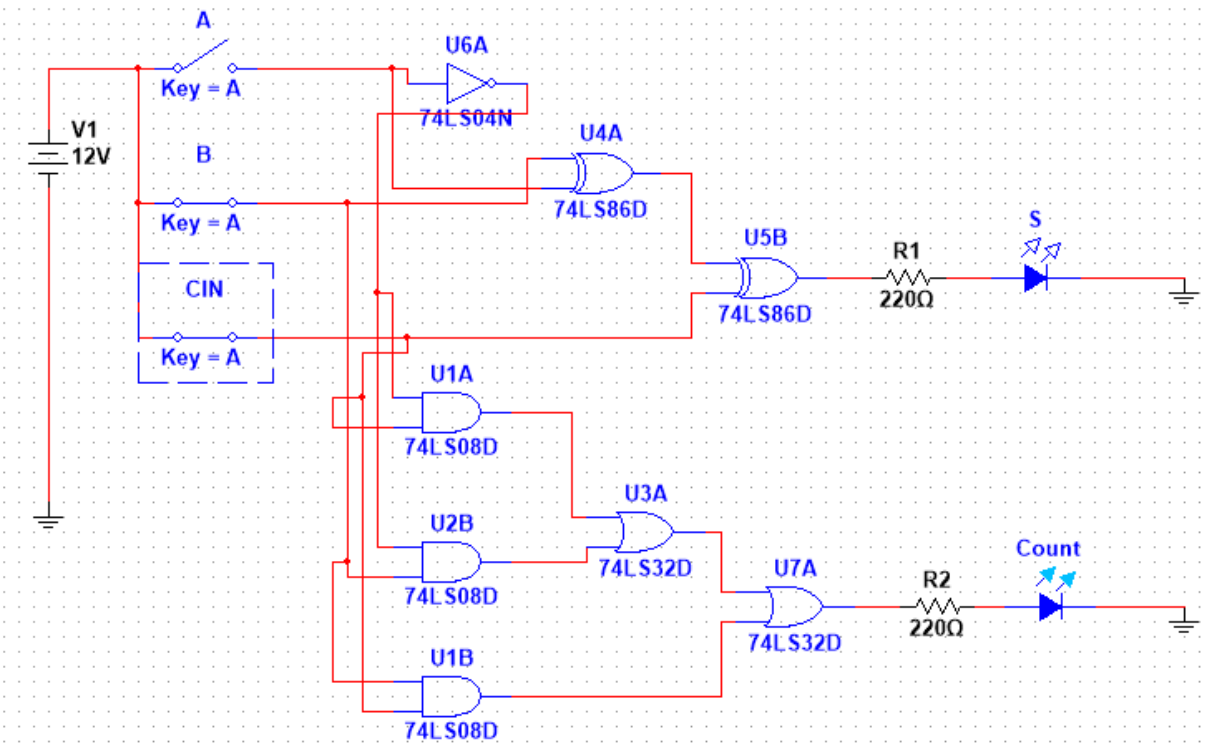 A
Key = A
U6A
74LS04N
V1
12V
B
Key = A
U4A
74LS86D
CIN
Key = A
U5B
74LS86D
R1
220Ω
S
U1A
74LS08D
U2B
74LS08D
U3A
74LS32D
U7A
74LS32D
R2
220Ω
Count
U1B
74LS08D